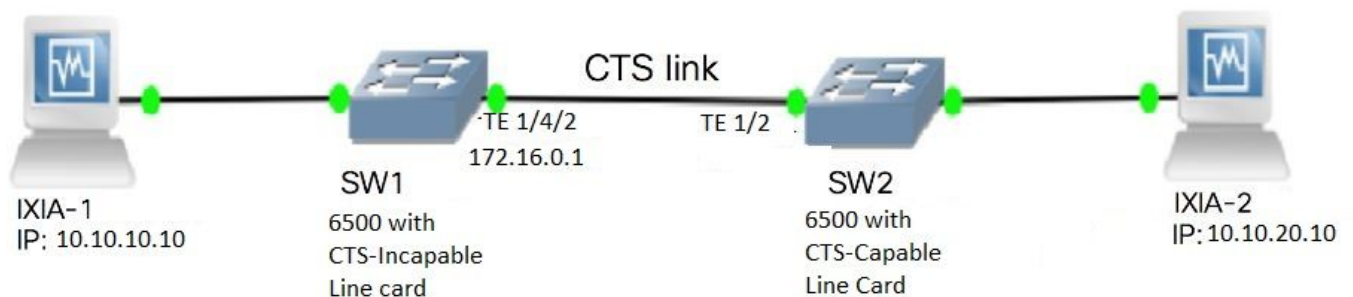 CTS link
TE 1/4/2
172.16.0.1
TE 1/2
IXIA-1
IP: 10.10.10.10
SW1
6500 with
CTS-Incapable
Line card
SW2
6500 with
CTS-Capable
Line Card
IXIA-2
IP: 10.10.20.10